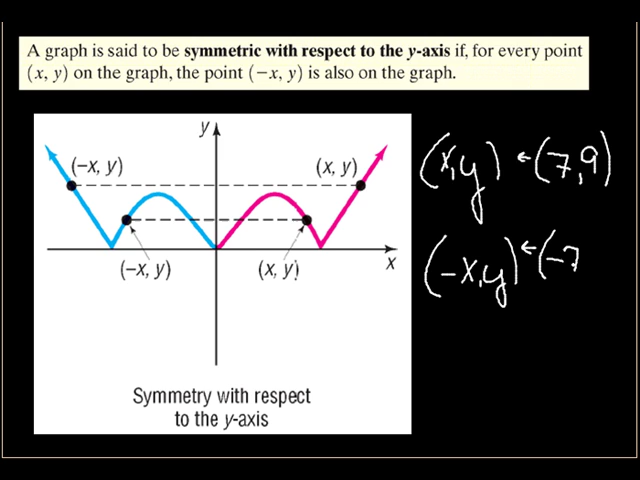 A graph is said to be symmetric with respect to the y-axis if, for every point
(x, y) on the graph, the point (−x, y) is also on the graph.
y
(−x, y)
(x, y)
(−x, y)
(x, y)
x
Symmetry with respect
to the y-axis
(x,y) ← (7,9)
(−x,y) ← (−7